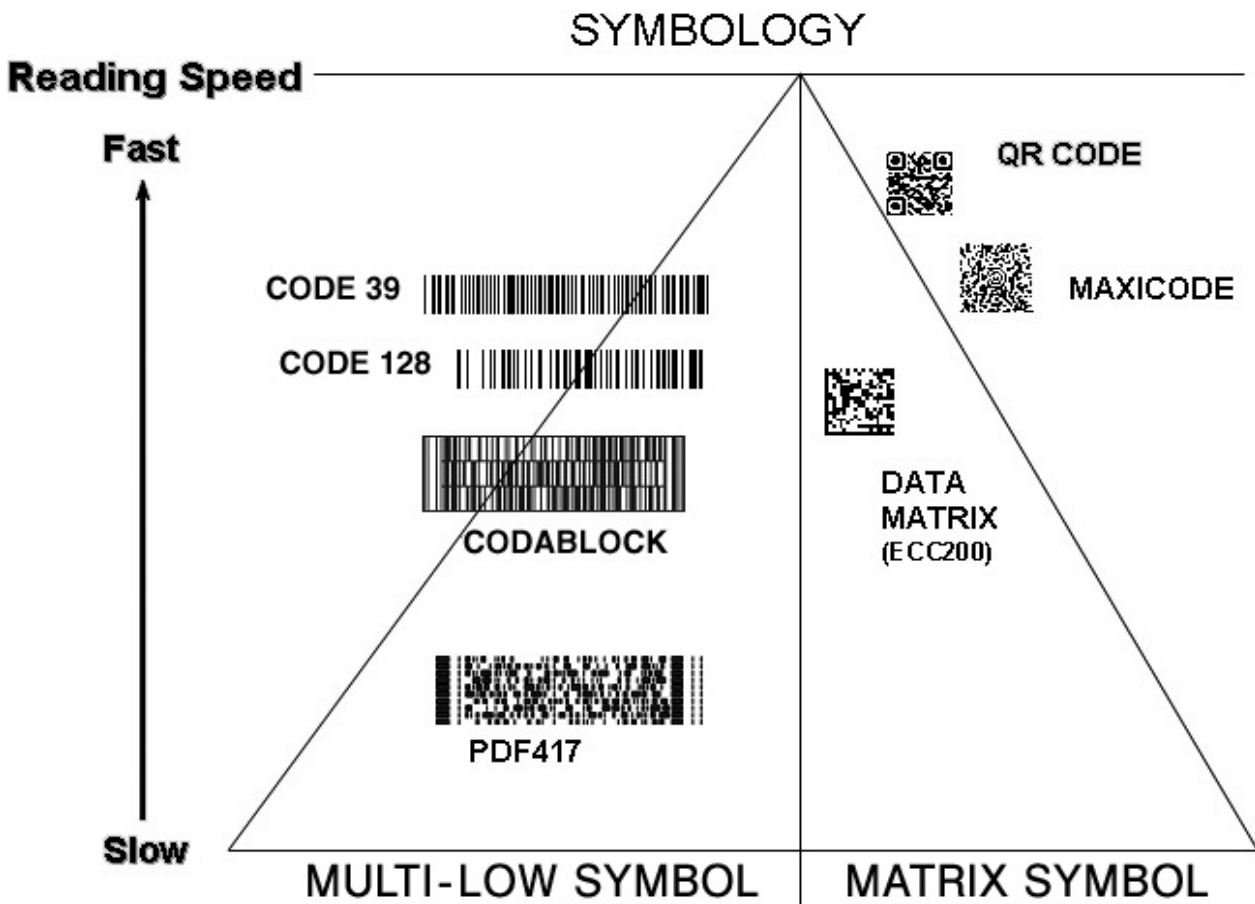 SYMBOLOGY
Reading Speed
Fast
QR CODE
MAXICODE
CODE 39
CODE 128
DATA
MATRIX
(ECC200)
CODABLOCK
PDF417
Slow
MULTI-LOW SYMBOL
MATRIX SYMBOL